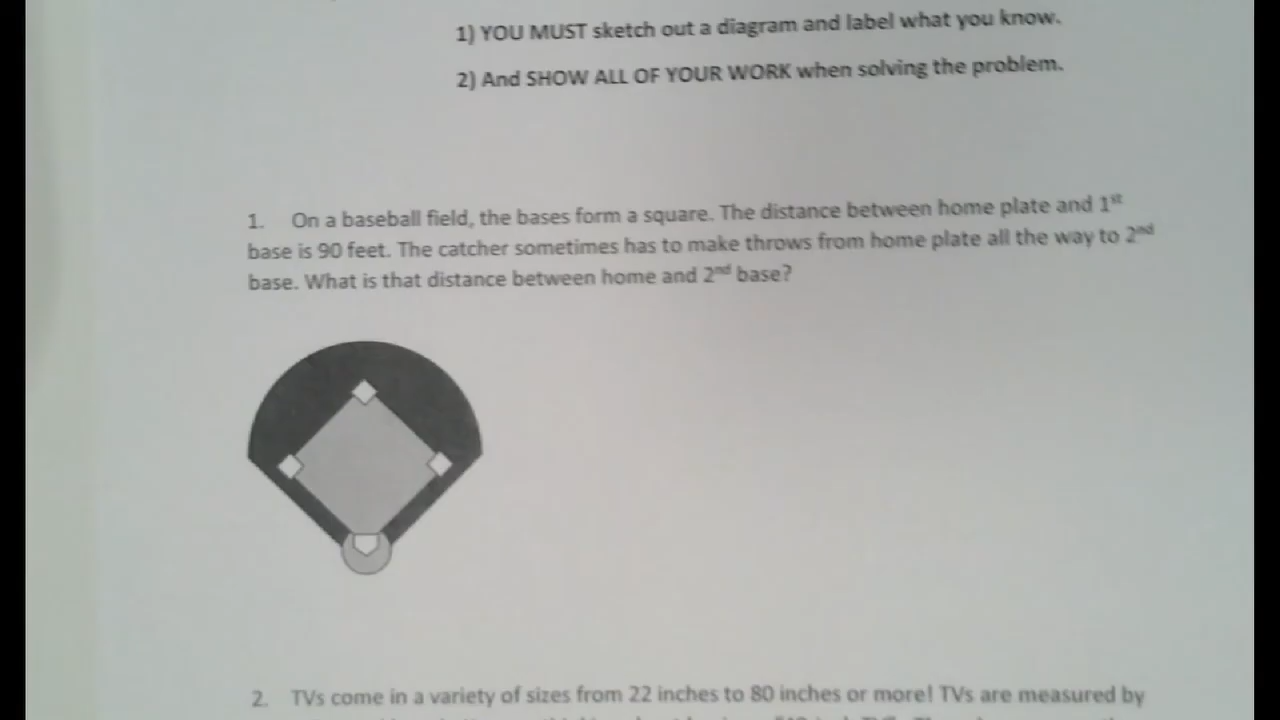 1) YOU MUST sketch out a diagram and label what you know.
2) And SHOW ALL OF YOUR WORK when solving the problem.
1. On a baseball field, the bases form a square. The distance between home plate and 1st
base is 90 feet. The catcher sometimes has to make throws from home plate all the way to 2nd
base. What is that distance between home and 2nd base?
2. TVs come in a variety of sizes from 22 inches to 80 inches or more! TVs are measured by